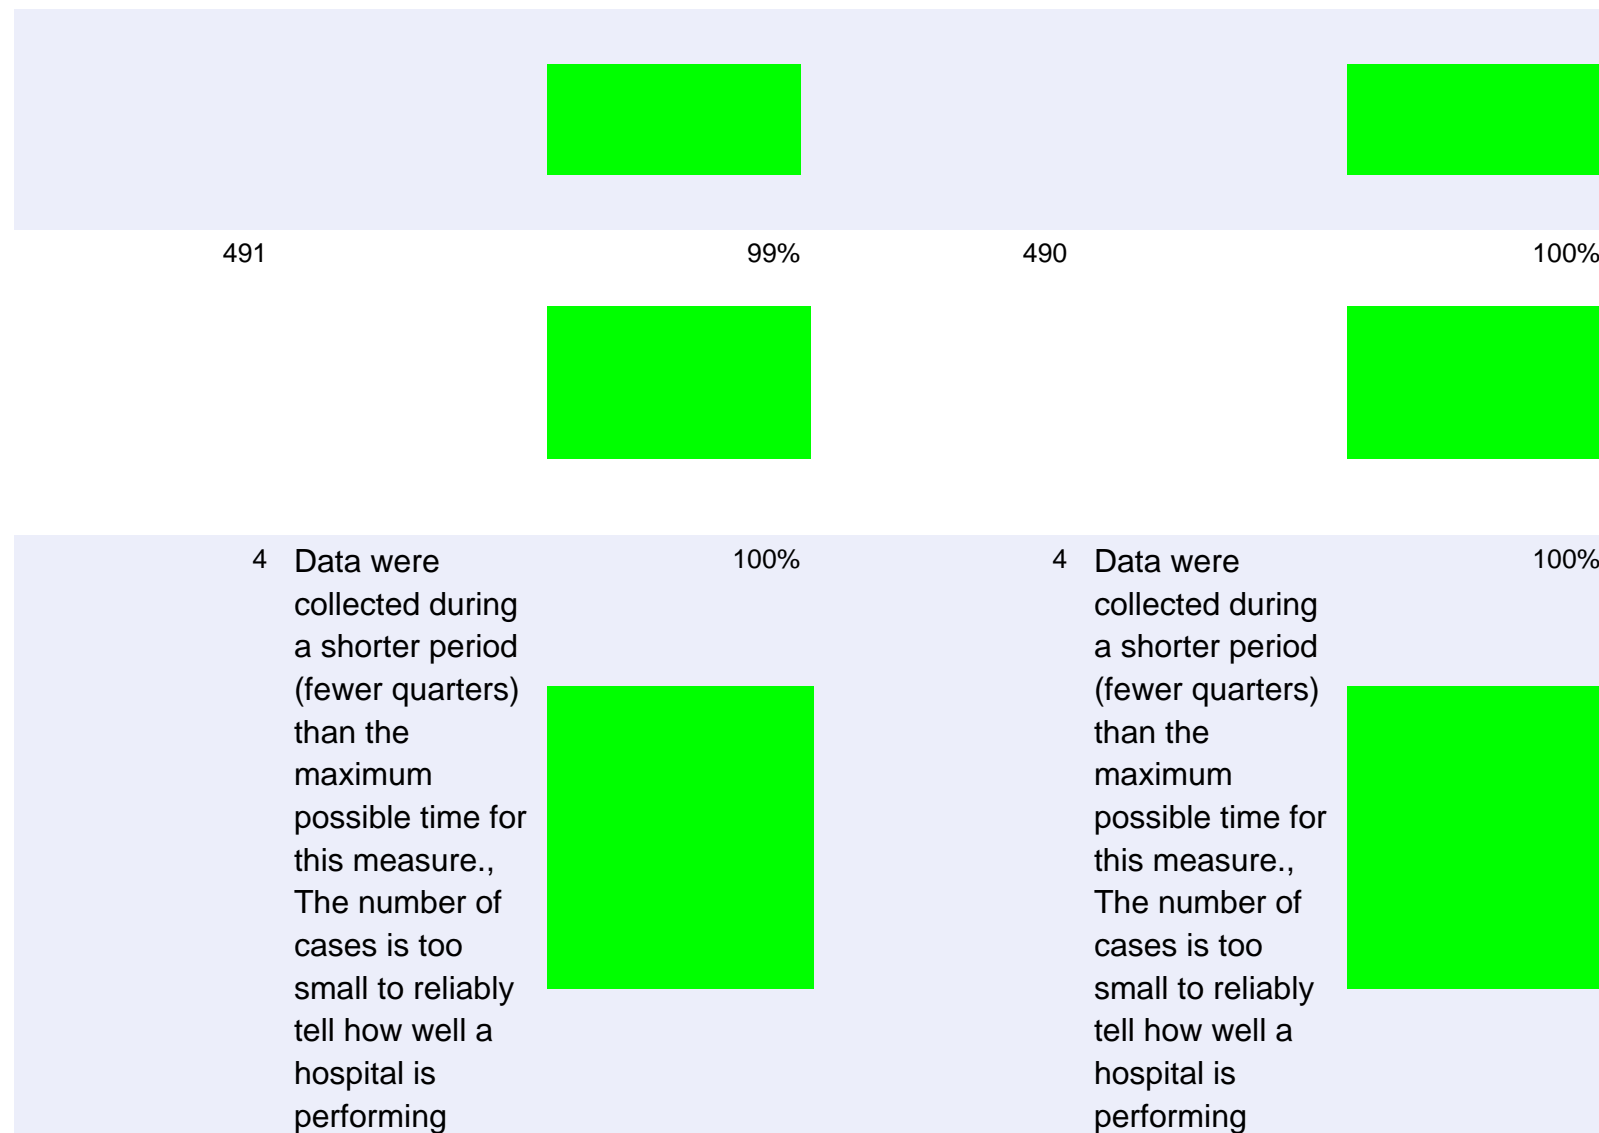 491 99% 490 100%
4 Data were 100% 4 Data were 100%
collected during collected during
a shorter period a shorter period
(fewer quarters) (fewer quarters)
than the than the
maximum maximum
possible time for possible time for
this measure., this measure.,
The number of The number of
cases is too cases is too
small to reliably small to reliably
tell how well a tell how well a
hospital is hospital is
performing performing